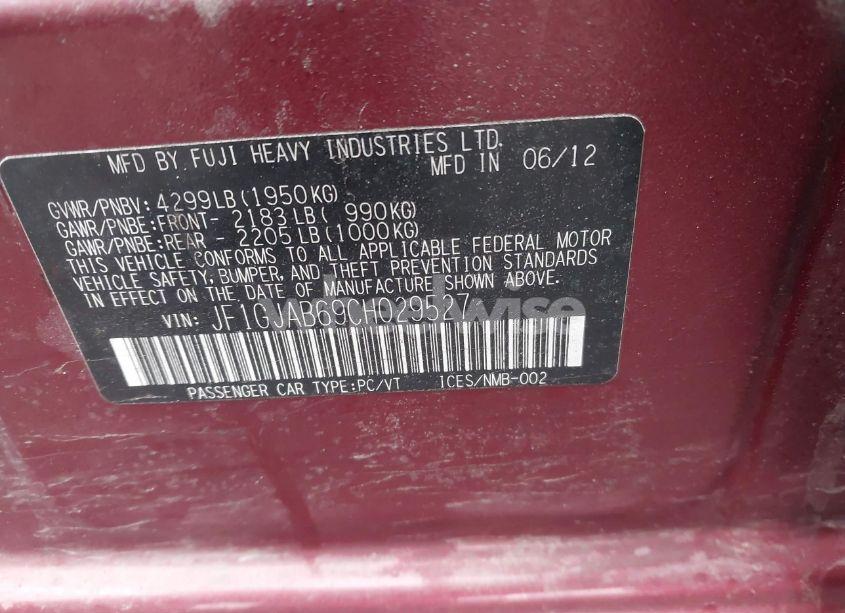 MFD BY FUJI HEAVY INDUSTRIES LTD.
MFD IN 06/12
GVWR/PNBV: 4299LB(1950KG)
GAWR/PNBE:FRONT- 2183LB( 990KG)
GAWR/PNBE:REAR - 2205LB(1000KG)
THIS VEHICLE CONFORMS TO ALL APPLICABLE FEDERAL MOTOR
VEHICLE SAFETY, BUMPER, AND THEFT PREVENTION STANDARDS
IN EFFECT ON THE DATE OF MANUFACTURE SHOWN ABOVE.
VIN: JF1GJAB69CH029527
PASSENGER CAR TYPE:PC/VT ICES/NMB-002